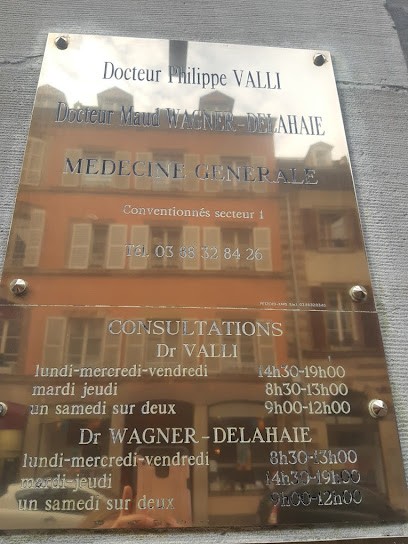 Docteur Philippe VALLI
Docteur Maud WAGNER-DELAHAIE
MEDECINE GENERALE
Conventionnés secteur 1
Tél. 03 88 32 84 26
CONSULTATIONS
Dr VALLI
lundi-mercredi-vendredi 14h30-19h00
mardi jeudi 8h30-13h00
un samedi sur deux 9h00-12h00
Dr WAGNER-DELAHAIE
lundi-mercredi-vendredi 8h30-13h00
mardi-jeudi 14h30-19h00
un samedi sur deux 9h00-12h00